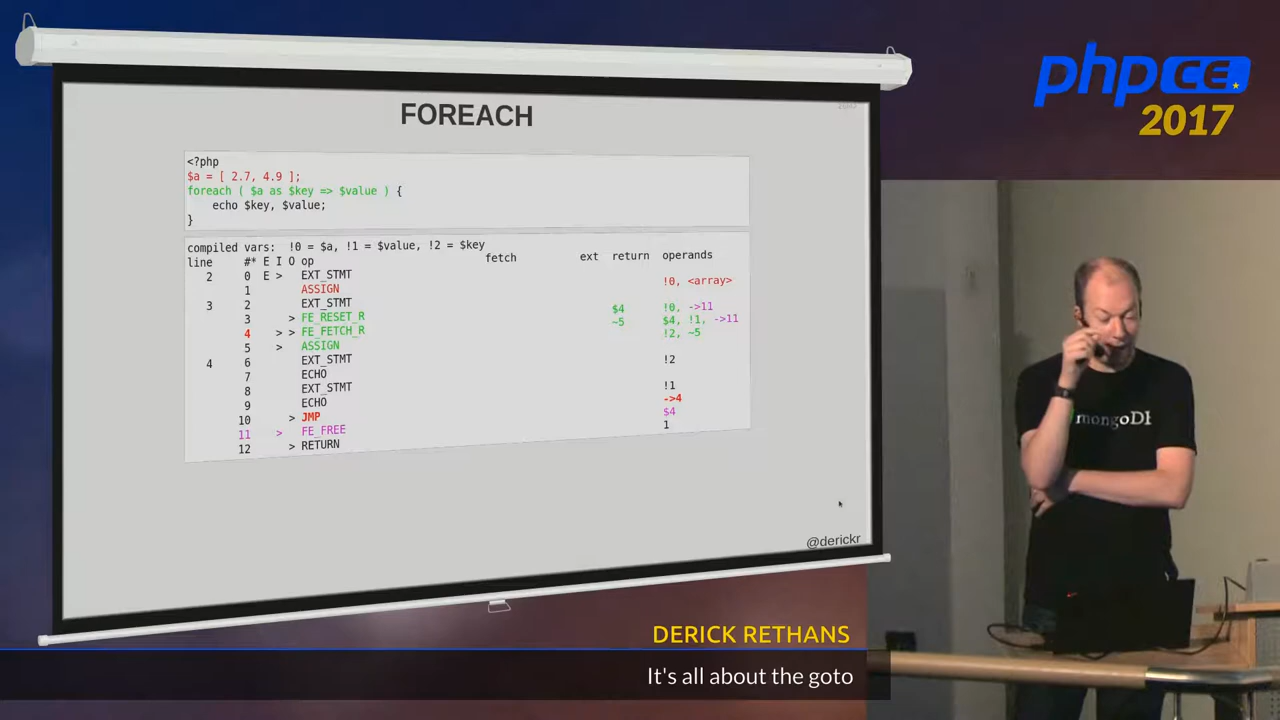 FOREACH
<?php
$a = [ 2.7, 4.9 ];
foreach ( $a as $key => $value ) {
echo $key, $value;
}
compiled vars: !0 = $a, !1 = $value, !2 = $key
line #* E I O op fetch ext return operands
2 0 E > EXT_STMT
1 ASSIGN !0, <array>
3 2 EXT_STMT
3 > FE_RESET_R $4 !0, ->11
4 > > FE_FETCH_R ~5 $4, !1, ->11
5 > ASSIGN !2, ~5
4 6 EXT_STMT
7 ECHO !2
8 EXT_STMT
9 ECHO !1
10 > JMP ->4
11 > FE_FREE $4
12 > RETURN 1
@derickr
php CE
2017
mongoDB
DERICK RETHANS
It's all about the goto